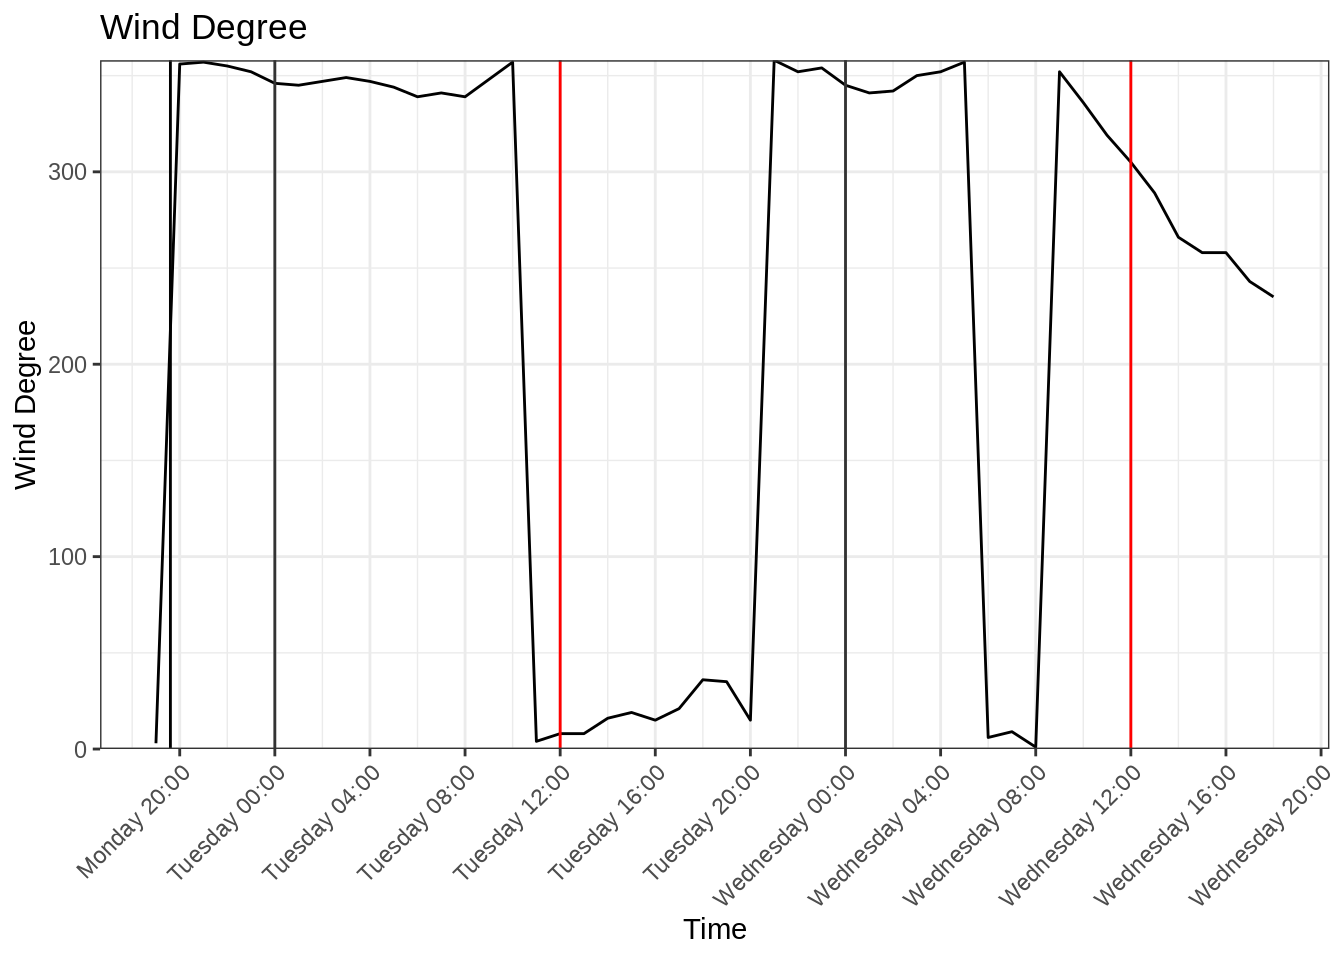 Wind Degree
Wind Degree
300
200
100
0
Monday 20:00
Tuesday 00:00
Tuesday 04:00
Tuesday 08:00
Tuesday 12:00
Tuesday 16:00
Tuesday 20:00
Wednesday 00:00
Wednesday 04:00
Wednesday 08:00
Wednesday 12:00
Wednesday 16:00
Wednesday 20:00
Time